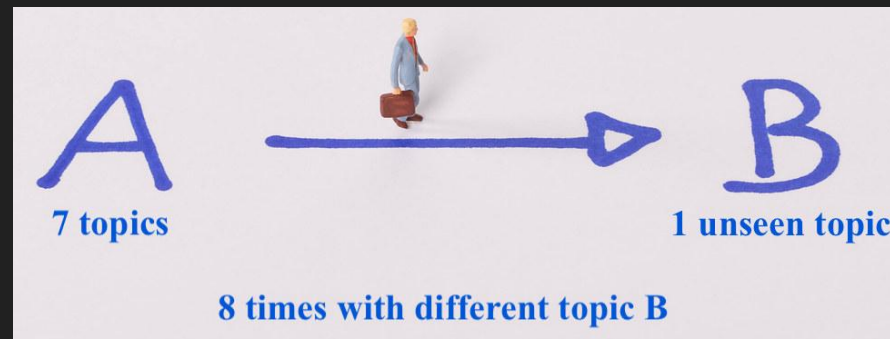 A B
7 topics 1 unseen topic
8 times with different topic B